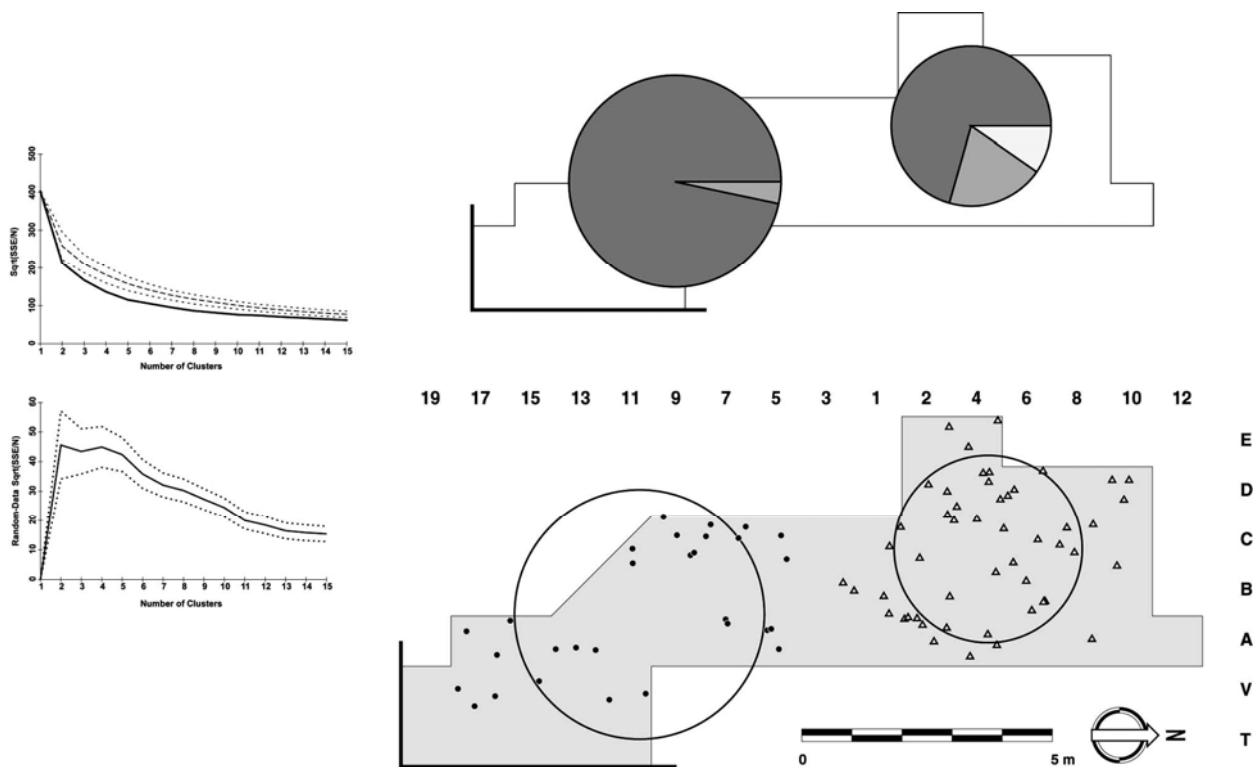 500
400
300
200
100
0
Sqrt(SSE/N)
1 2 3 4 5 6 7 8 9 10 11 12 13 14 15
Number of Clusters
60
50
40
30
20
10
0
Random-Data Sqrt(SSE/N)
1 2 3 4 5 6 7 8 9 10 11 12 13 14 15
Number of Clusters
19 17 15 13 11 9 7 5 3 1 2 4 6 8 10 12
E
D
C
B
A
V
T
0 5 m
N